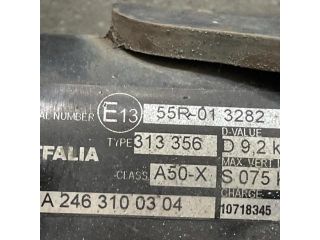 AL NUMBER E13 55R-01 3282
TYPE 313 356 D-VALUE D 9,2 k
TFALIA MAX. VERT
CLASS A50-X S 075 k
A 246 310 03 04 CHARGE 10718345